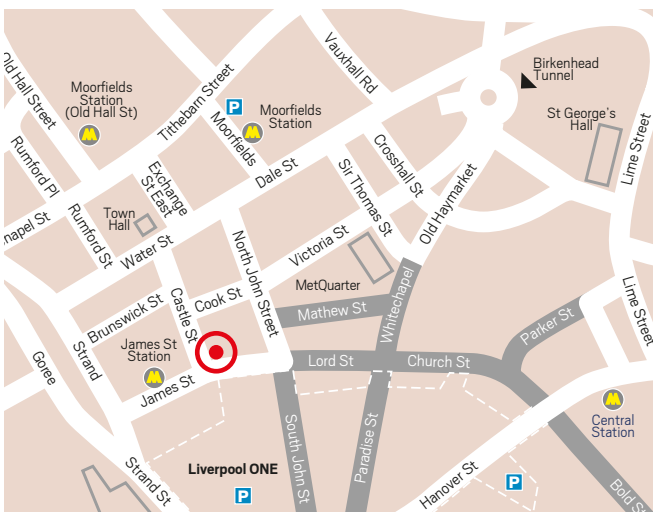 Old Hall Street
Moorfields
Station
(Old Hall St)
Tithebarn Street
P
Moorfields
Moorfields
Station
Vauxhall Rd
Birkenhead
Tunnel
St George's
Hall
Lime Street
Rumford Pl
Exchange
St East
Dale St
Sir Thomas St
Crosshall St
Old Haymarket
hapel St
Rumford St
Town
Hall
Water St
North John Street
Victoria St
MetQuarter
Whitechapel
Brunswick St
Castle St
Cook St
Mathew St
Lime Street
Parker St
Goree
Strand
James St
Station
James St
Lord St
Church St
Central
Station
South John St
Paradise St
Strand St
Liverpool ONE
P
Hanover St
P
Bold St